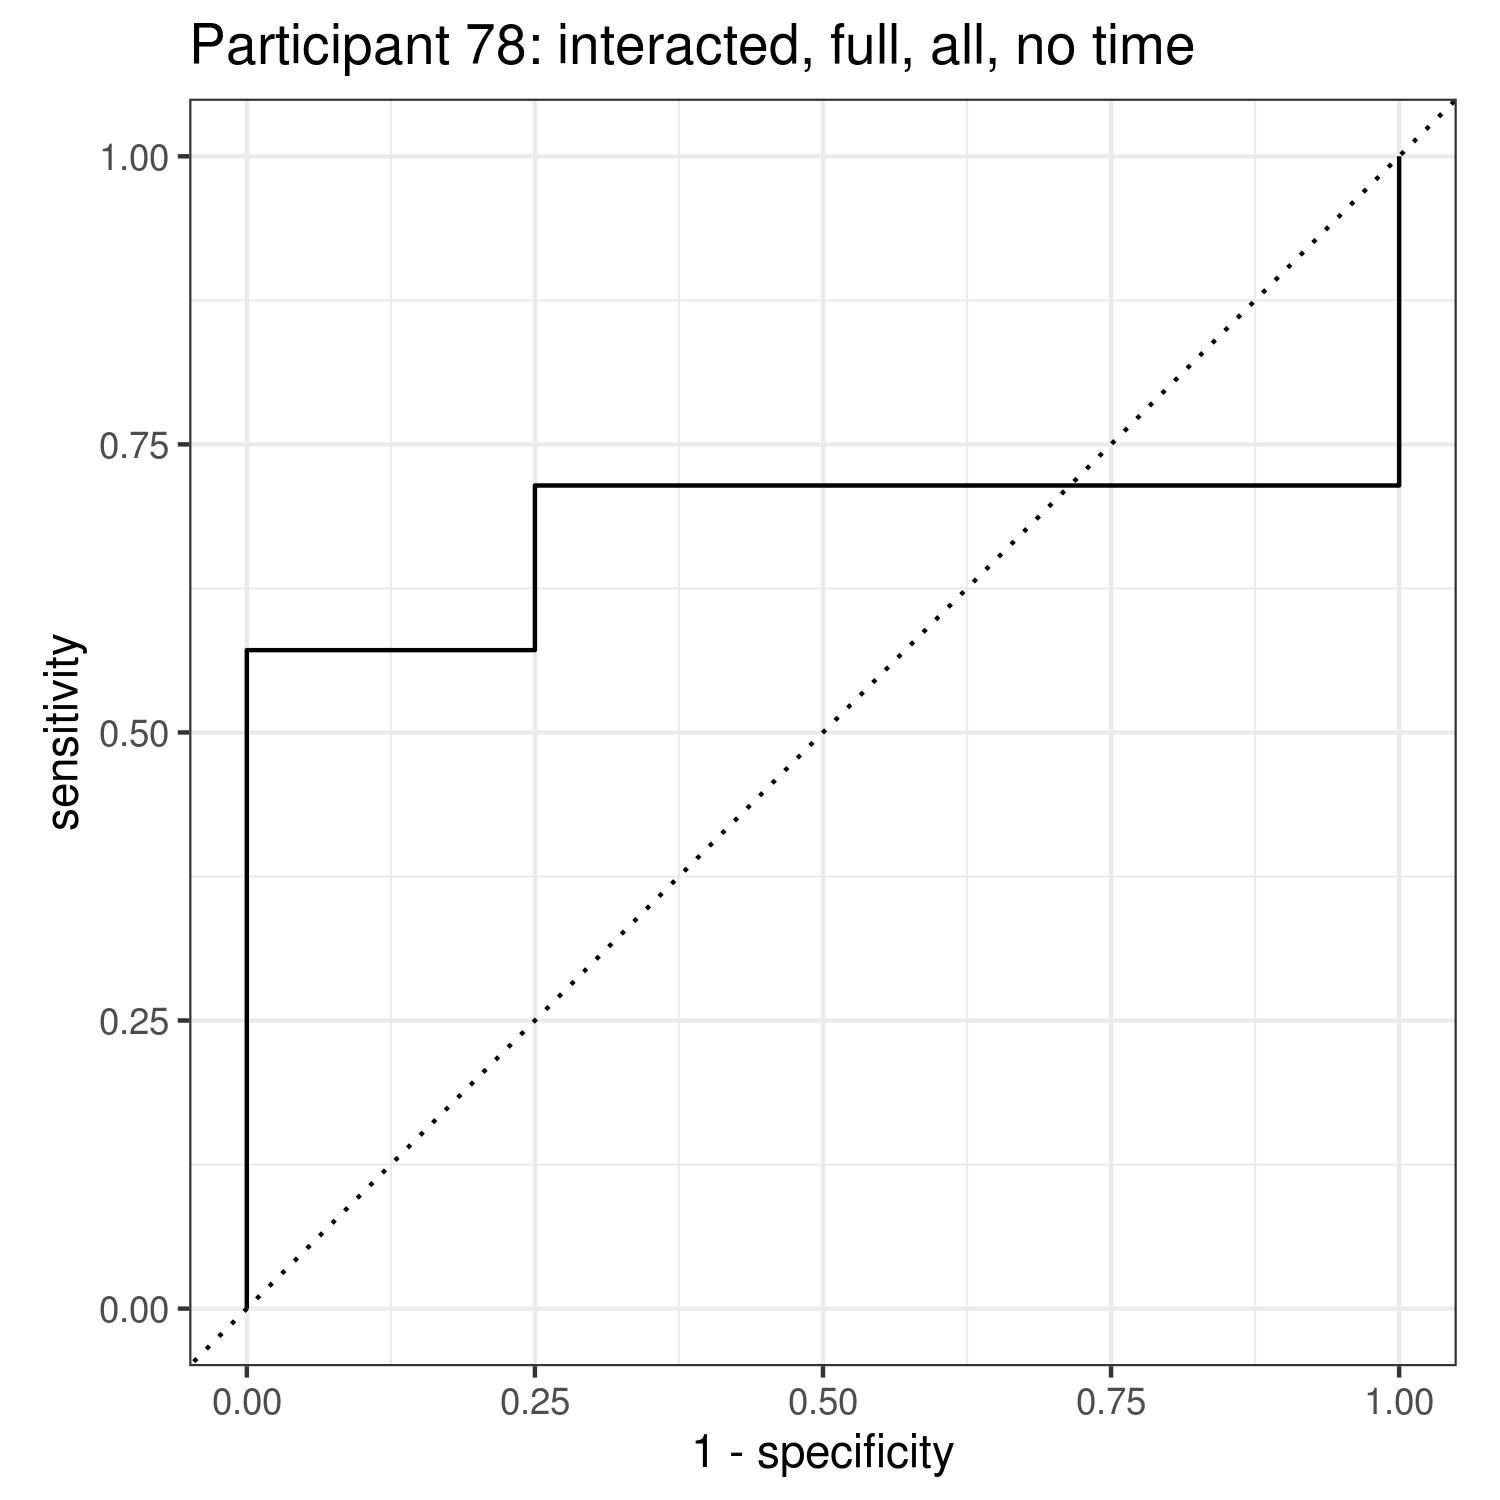 Participant 78: interacted, full, all, no time
1.00
0.75
0.50
0.25
0.00
sensitivity
0.00 0.25 0.50 0.75 1.00
1 - specificity